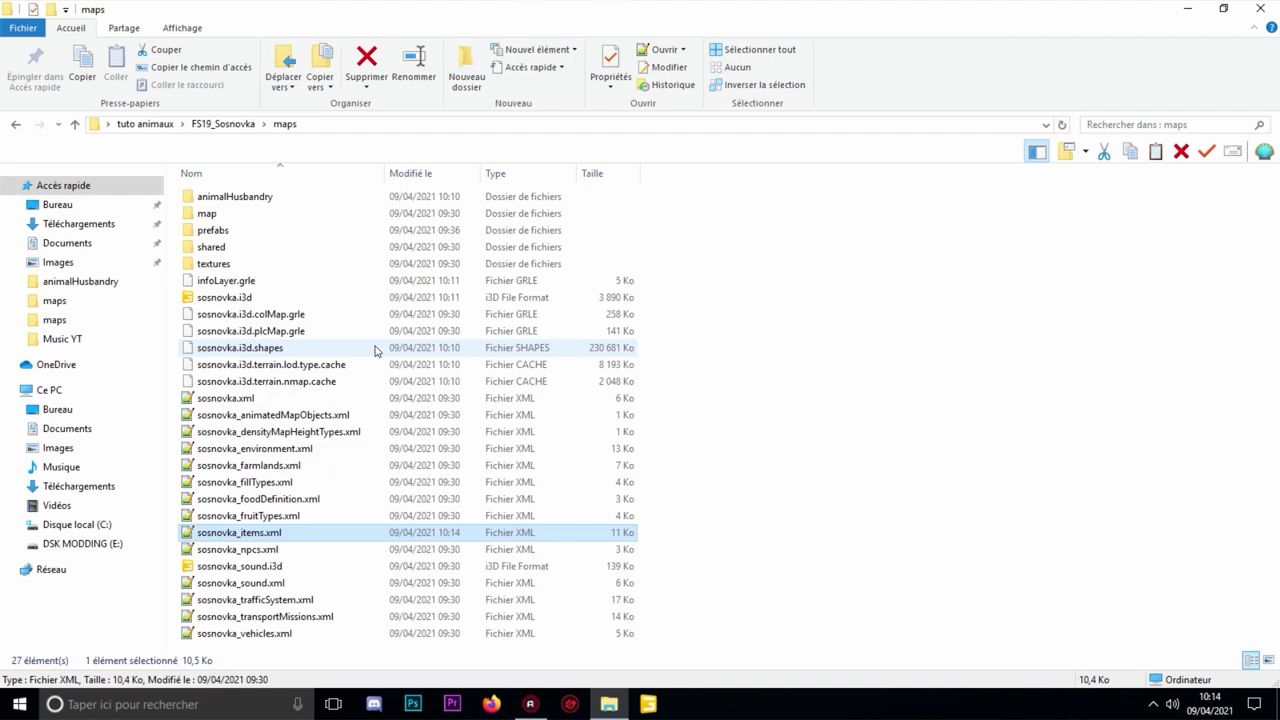 maps
Fichier Accueil Partage Affichage
Épingler dans Accès rapide
Copier
Coller
Couper
Copier le chemin d'accès
Coller le raccourci
Presse-papiers
Déplacer vers
Copier vers
Supprimer
Renommer
Organiser
Nouveau dossier
Nouvel élément
Accès rapide
Nouveau
Propriétés
Ouvrir
Modifier
Historique
Ouvrir
Sélectionner tout
Aucun
Inverser la sélection
Sélectionner
tuto animaux > FS19_Sosnovka > maps
Rechercher dans : maps
Accès rapide
Bureau
Téléchargements
Documents
Images
animalHusbandry
maps
maps
Music YT
OneDrive
Ce PC
Bureau
Documents
Images
Musique
Téléchargements
Vidéos
Disque local (C:)
DSK MODDING (E:)
Réseau
Nom Modifié le Type Taille
animalHusbandry 09/04/2021 10:10 Dossier de fichiers
map 09/04/2021 09:30 Dossier de fichiers
prefabs 09/04/2021 09:36 Dossier de fichiers
shared 09/04/2021 09:30 Dossier de fichiers
textures 09/04/2021 09:30 Dossier de fichiers
infoLayer.grle 09/04/2021 10:11 Fichier GRLE 5 Ko
sosnovka.i3d 09/04/2021 10:11 i3D File Format 3 890 Ko
sosnovka.i3d.colMap.grle 09/04/2021 09:30 Fichier GRLE 258 Ko
sosnovka.i3d.plcMap.grle 09/04/2021 09:30 Fichier GRLE 141 Ko
sosnovka.i3d.shapes 09/04/2021 10:10 Fichier SHAPES 230 681 Ko
sosnovka.i3d.terrain.lod.type.cache 09/04/2021 10:10 Fichier CACHE 8 193 Ko
sosnovka.i3d.terrain.nmap.cache 09/04/2021 10:10 Fichier CACHE 2 048 Ko
sosnovka.xml 09/04/2021 09:30 Fichier XML 6 Ko
sosnovka_animatedMapObjects.xml 09/04/2021 09:30 Fichier XML 1 Ko
sosnovka_densityMapHeightTypes.xml 09/04/2021 09:30 Fichier XML 1 Ko
sosnovka_environment.xml 09/04/2021 09:30 Fichier XML 13 Ko
sosnovka_farmlands.xml 09/04/2021 09:30 Fichier XML 7 Ko
sosnovka_fillTypes.xml 09/04/2021 09:30 Fichier XML 4 Ko
sosnovka_foodDefinition.xml 09/04/2021 09:30 Fichier XML 3 Ko
sosnovka_fruitTypes.xml 09/04/2021 09:30 Fichier XML 4 Ko
sosnovka_items.xml 09/04/2021 10:14 Fichier XML 11 Ko
sosnovka_npcs.xml 09/04/2021 09:30 Fichier XML 3 Ko
sosnovka_sound.i3d 09/04/2021 09:30 i3D File Format 139 Ko
sosnovka_sound.xml 09/04/2021 09:30 Fichier XML 6 Ko
sosnovka_trafficSystem.xml 09/04/2021 09:30 Fichier XML 17 Ko
sosnovka_transportMissions.xml 09/04/2021 09:30 Fichier XML 14 Ko
sosnovka_vehicles.xml 09/04/2021 09:30 Fichier XML 5 Ko
27 élément(s) 1 élément sélectionné 10,5 Ko
Type : Fichier XML, Taille : 10,4 Ko, Modifié le : 09/04/2021 09:30 10,4 Ko Ordinateur
Taper ici pour rechercher
10:14
09/04/2021